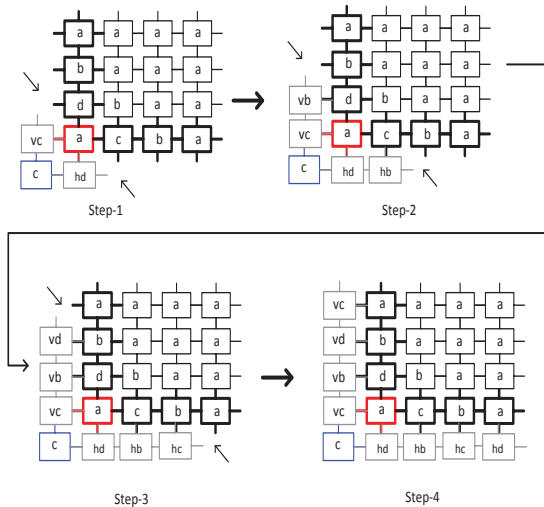 a a a a
b a a a
d b a a
vc a c b a
c hd
Step-1
a a a a
b a a a
vb d b a a
vc a c b a
c hd hb
Step-2
a a a a
vd b a a a
vb d b a a
vc a c b a
c hd hb hc
Step-3
vc a a a a
vd b a a a
vb d b a a
vc a c b a
c hd hb hc hd
Step-4